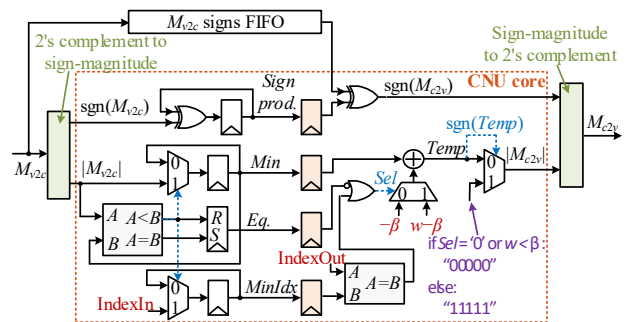 M_v2c signs FIFO
2's complement to
sign-magnitude
Sign-magnitude
to 2's complement
CNU core
sgn(M_v2c)
Sign
prod.
sgn(M_c2v)
M_c2v
M_v2c
|M_v2c|
0
1
Min
Temp
sgn(Temp)
0
1
|M_c2v|
Sel
0 1
A A<B
B A=B
R
S
Eq.
−β w−β
if Sel='0' or w<β:
"00000"
else:
"11111"
IndexOut
A
B
A=B
IndexIn
0
1
MinIdx